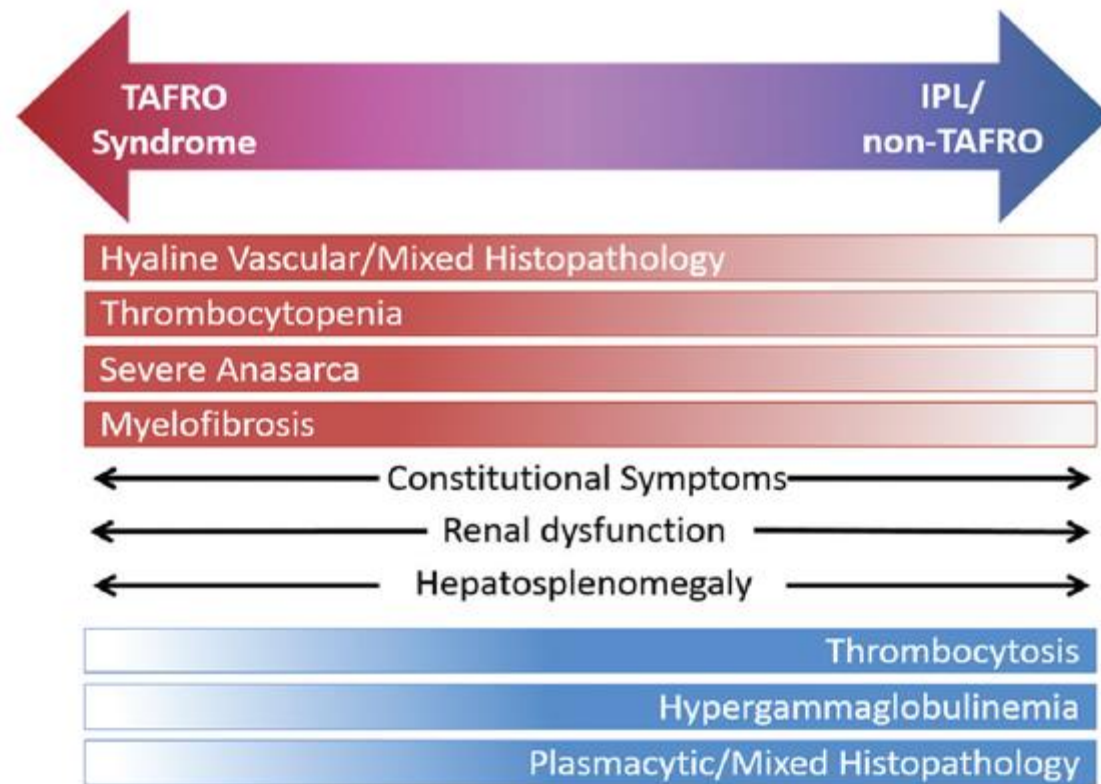 TAFRO
Syndrome
IPL/
non-TAFRO
Hyaline Vascular/Mixed Histopathology
Thrombocytopenia
Severe Anasarca
Myelofibrosis
Constitutional Symptoms
Renal dysfunction
Hepatosplenomegaly
Thrombocytosis
Hypergammaglobulinemia
Plasmacytic/Mixed Histopathology